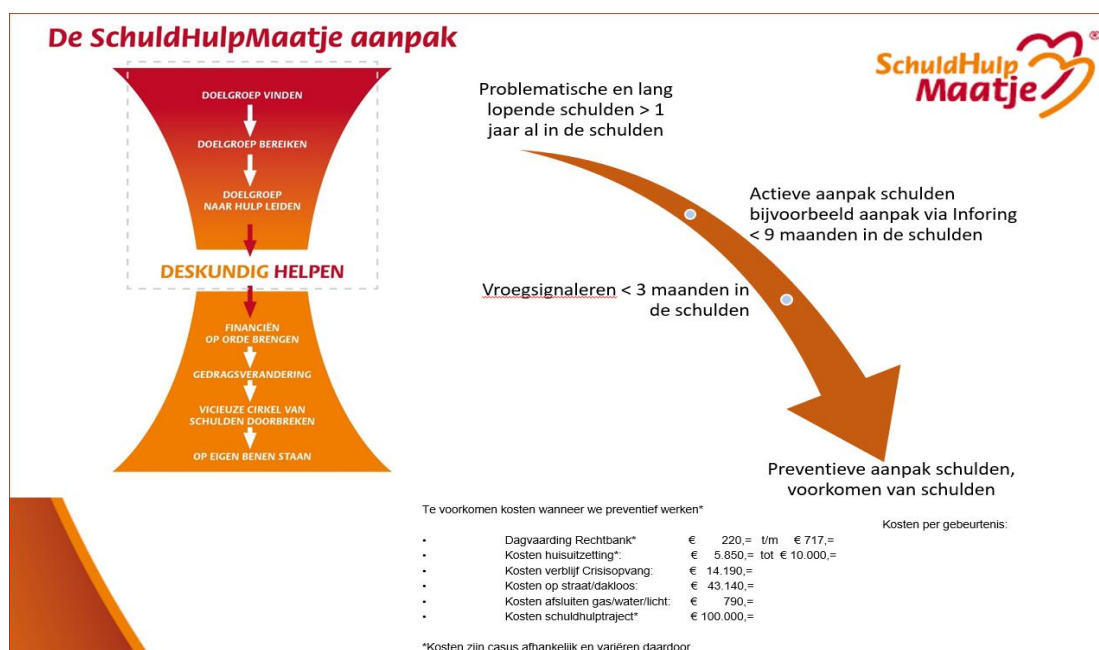 De SchuldHulpMaatje aanpak
DOELGROEP VINDEN
DOELGROEP BEREIKEN
DOELGROEP
NAAR HULP LEIDEN
DESKUNDIG HELPEN
FINANCIËN
OP ORDE BRENGEN
GEDRAGSVERANDERING
VICIEUZE CIRKEL VAN
SCHULDEN DOORBREKEN
OP EIGEN BENEN STAAN
SchuldHulp
Maatje
®
Problematische en lang
lopende schulden > 1
jaar al in de schulden
Actieve aanpak schulden
bijvoorbeeld aanpak via Inforing
< 9 maanden in de schulden
Vroegsignaleren < 3 maanden in
de schulden
Preventieve aanpak schulden,
voorkomen van schulden
Te voorkomen kosten wanneer we preventief werken*
Kosten per gebeurtenis:
• Dagvaarding Rechtbank* € 220,= t/m € 717,=
• Kosten huisuitzetting*: € 5.850,= tot € 10.000,=
• Kosten verblijf Crisisopvang: € 14.190,=
• Kosten op straat/dakloos: € 43.140,=
• Kosten afsluiten gas/water/licht: € 790,=
• Kosten schuldhulptraject* € 100.000,=
*Kosten zijn casus afhankelijk en variëren daardoor